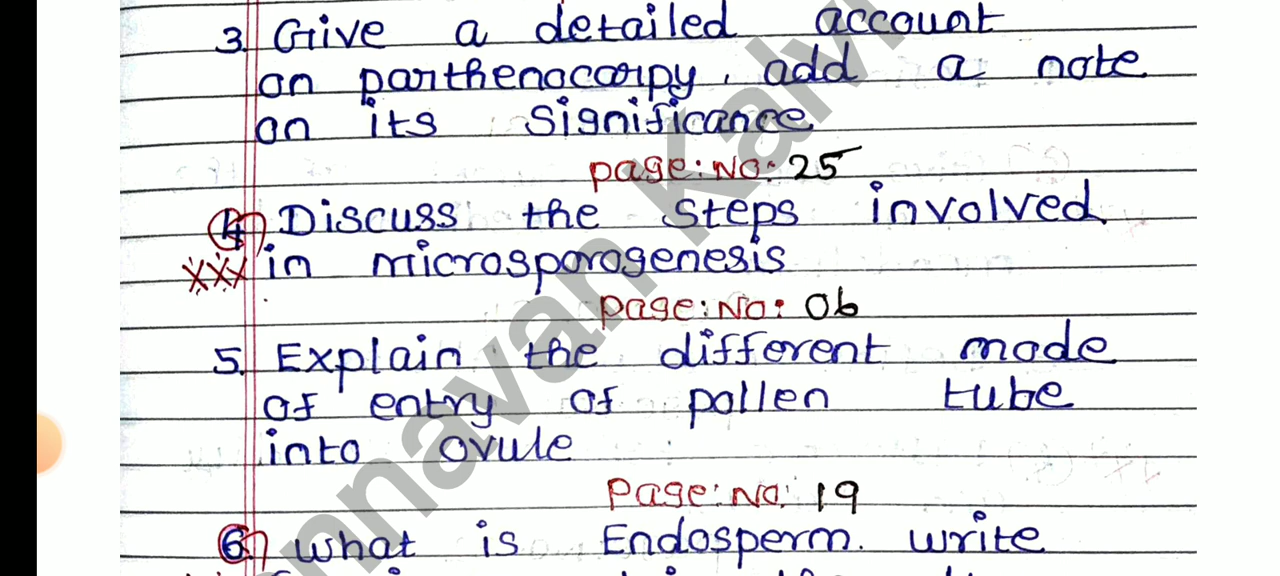 3. Give a detailed account
on parthenocarpy, add a note
on its significance
page: No: 25
4) Discuss the steps involved
xxx in microsporogenesis
page: No: 06
5. Explain the different mode
of entry of pollen tube
into ovule
Page: No: 19
6) What is Endosperm. write
nnavan Kalvi